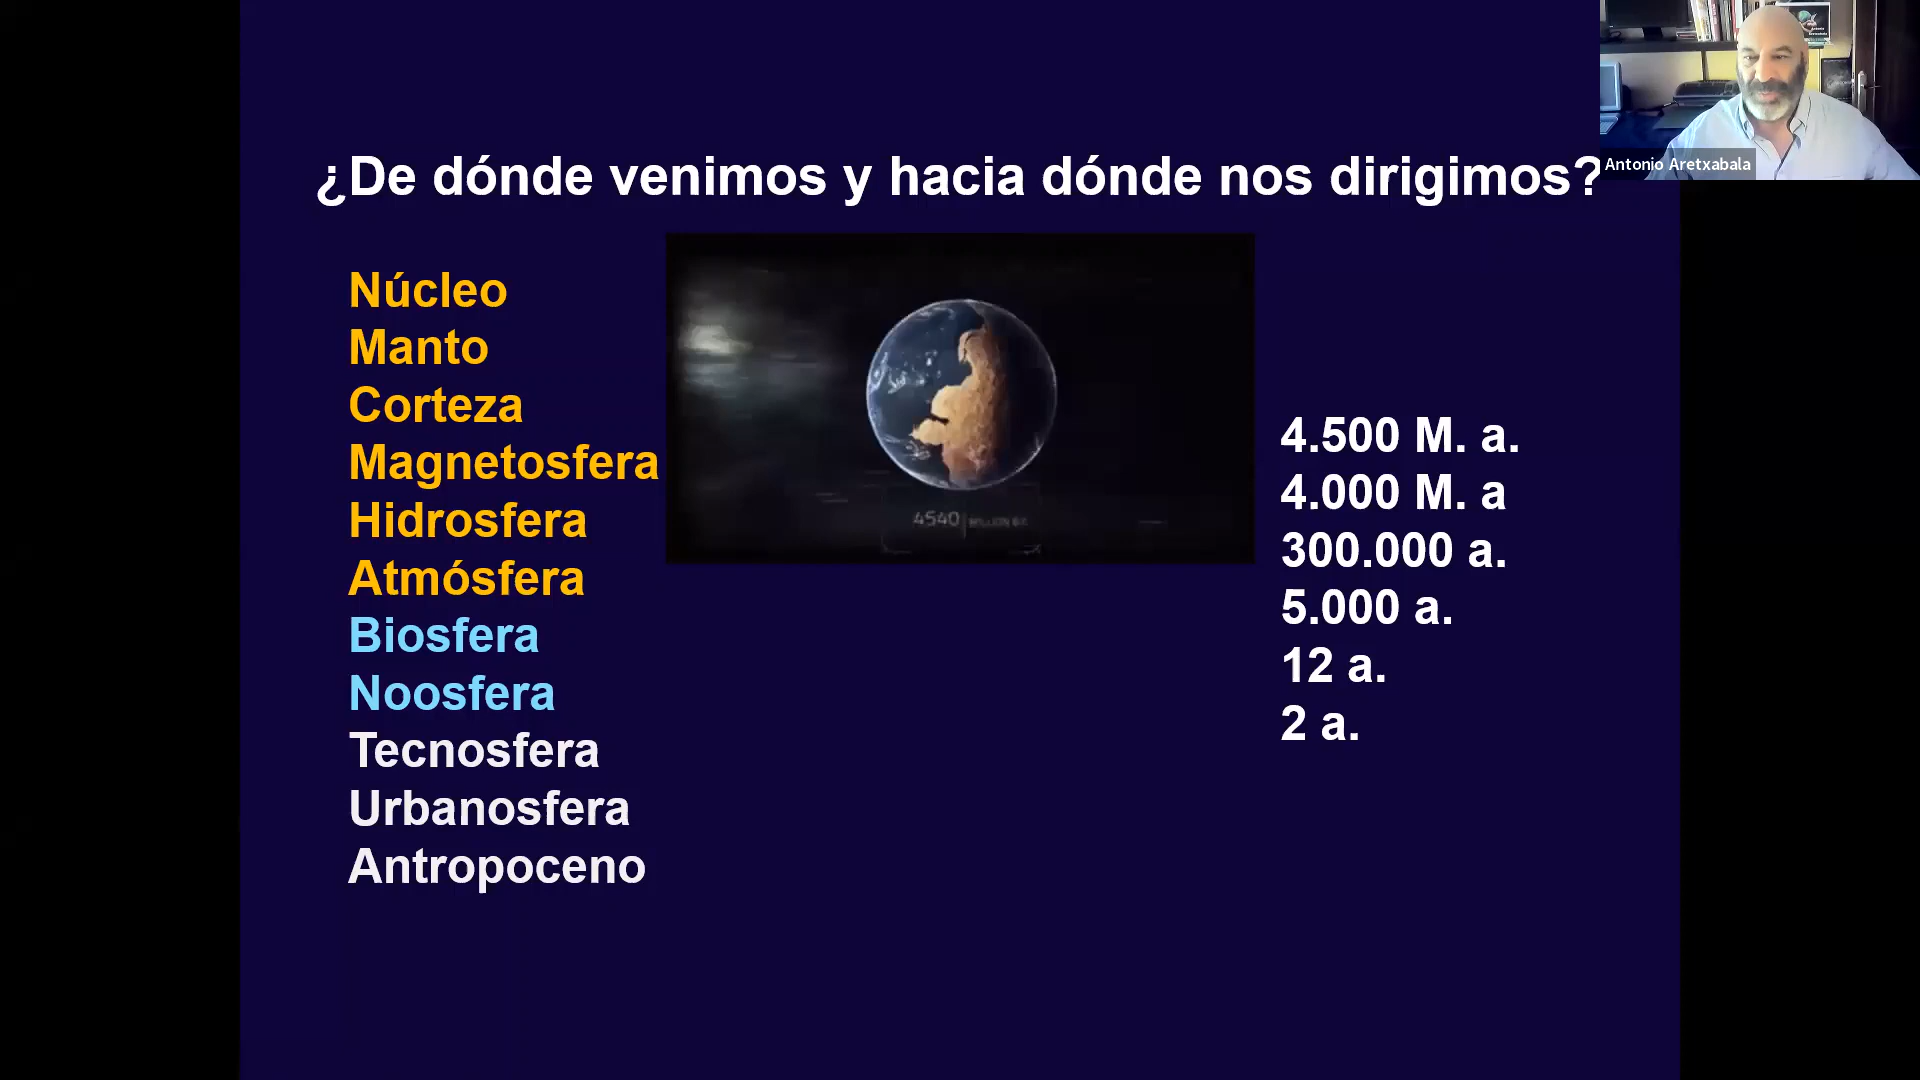 ¿De dónde venimos y hacia dónde nos dirigimos?
Antonio Aretxabala
Núcleo
Manto
Corteza
Magnetosfera
Hidrosfera
Atmósfera
Biosfera
Noosfera
Tecnosfera
Urbanosfera
Antropoceno
4540 MILLION
4.500 M. a.
4.000 M. a
300.000 a.
5.000 a.
12 a.
2 a.